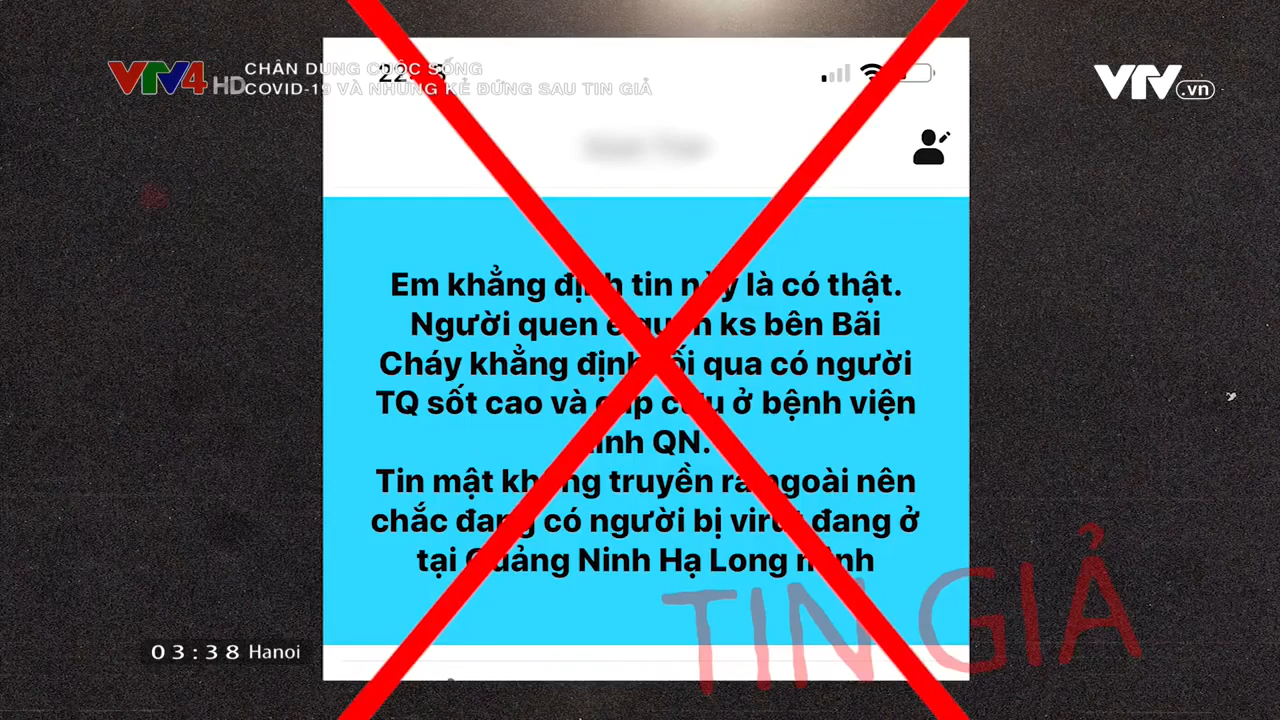 VTV4 HD
CHÂN DUNG CUỘC SỐNG
COVID-19 VÀ NHỮNG KẺ ĐỨNG SAU TIN GIẢ
VTV.vn
Em khẳng định tin này là có thật.
Người quen e quản ks bên Bãi
Cháy khẳng định tối qua có người
TQ sốt cao và cấp cứu ở bệnh viện
tỉnh QN.
Tin mật không truyền ra ngoài nên
chắc đang có người bị virut đang ở
tại Quảng Ninh Hạ Long mình
TIN GIẢ
03:38 Hanoi